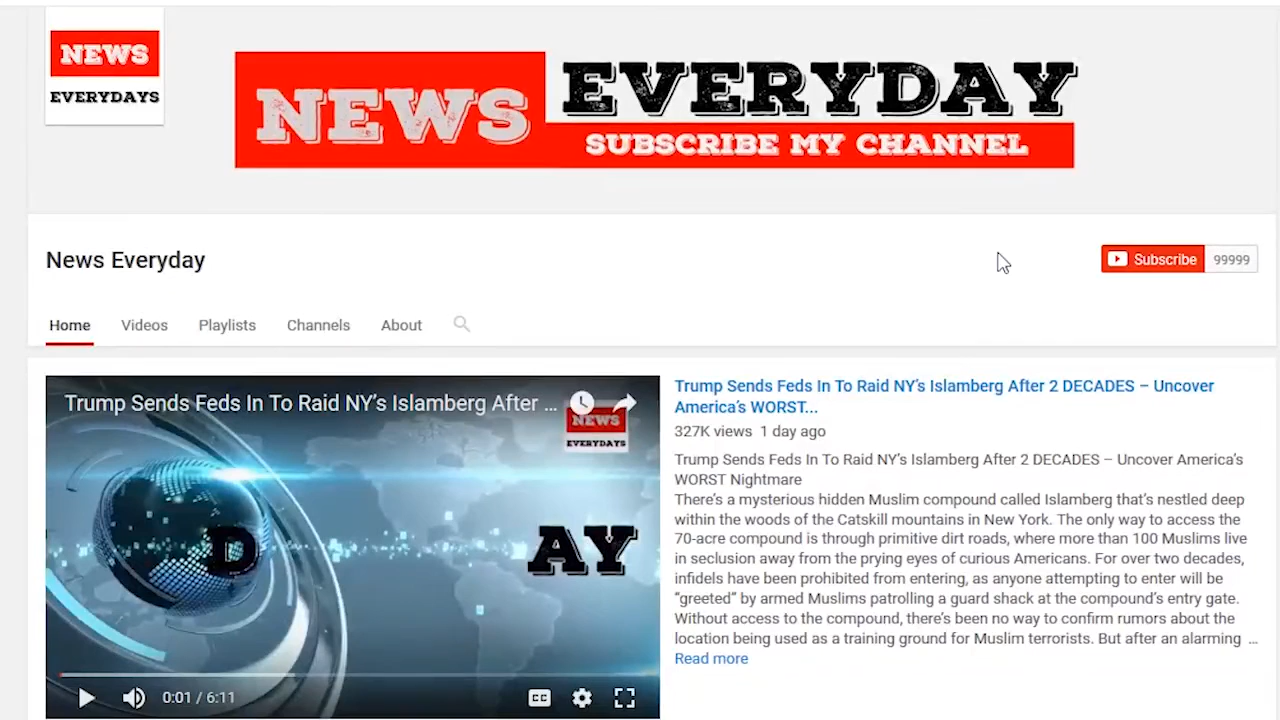 NEWS
EVERYDAYS
NEWS EVERYDAY
SUBSCRIBE MY CHANNEL
News Everyday
Subscribe 99999
Home Videos Playlists Channels About
Trump Sends Feds In To Raid NY's Islamberg After ...
NEWS
EVERYDAYS
D AY
0:01 / 6:11
CC
Trump Sends Feds In To Raid NY's Islamberg After 2 DECADES – Uncover
America's WORST...
327K views 1 day ago
Trump Sends Feds In To Raid NY's Islamberg After 2 DECADES – Uncover America's
WORST Nightmare
There's a mysterious hidden Muslim compound called Islamberg that's nestled deep
within the woods of the Catskill mountains in New York. The only way to access the
70-acre compound is through primitive dirt roads, where more than 100 Muslims live
in seclusion away from the prying eyes of curious Americans. For over two decades,
infidels have been prohibited from entering, as anyone attempting to enter will be
“greeted” by armed Muslims patrolling a guard shack at the compound's entry gate.
Without access to the compound, there's been no way to confirm rumors about the
location being used as a training ground for Muslim terrorists. But after an alarming ...
Read more